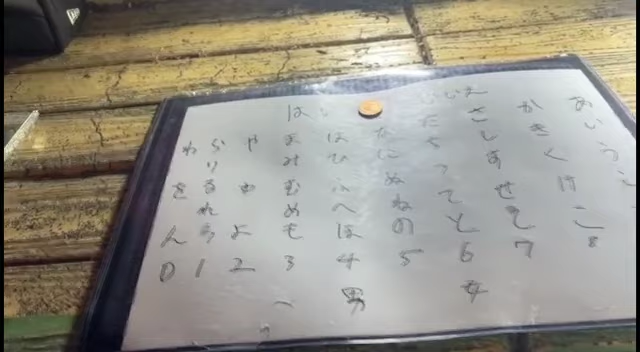 はい いいえ
あいう
かきくけこ
さしすせそ
たちつてと
なにぬねの
はひふへほ
まみむめも
やゆよ
らりるれろ
わをん
0 1 2 3 4 5 6 7 8
男 女